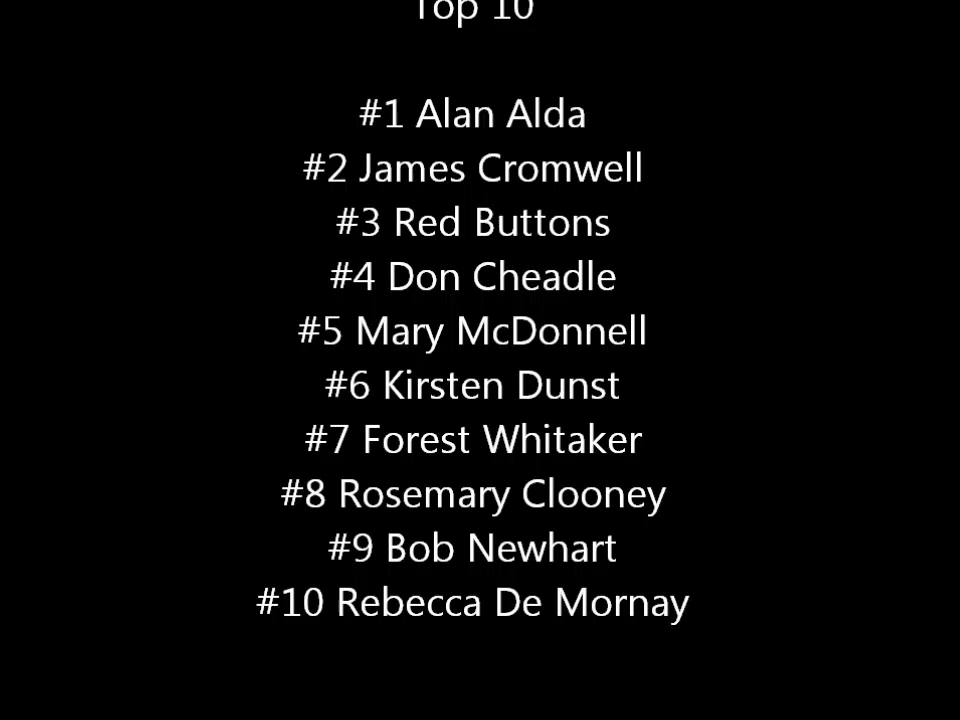 Top 10
#1 Alan Alda
#2 James Cromwell
#3 Red Buttons
#4 Don Cheadle
#5 Mary McDonnell
#6 Kirsten Dunst
#7 Forest Whitaker
#8 Rosemary Clooney
#9 Bob Newhart
#10 Rebecca De Mornay